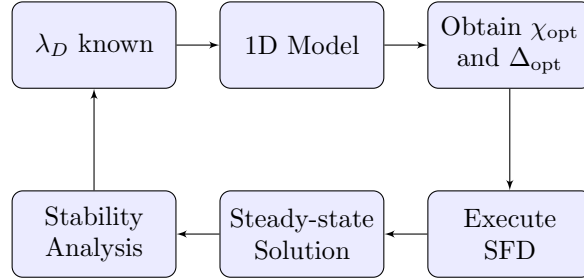 λ_D known
1D Model
Obtain χ_opt
and Δ_opt
Stability
Analysis
Steady-state
Solution
Execute
SFD